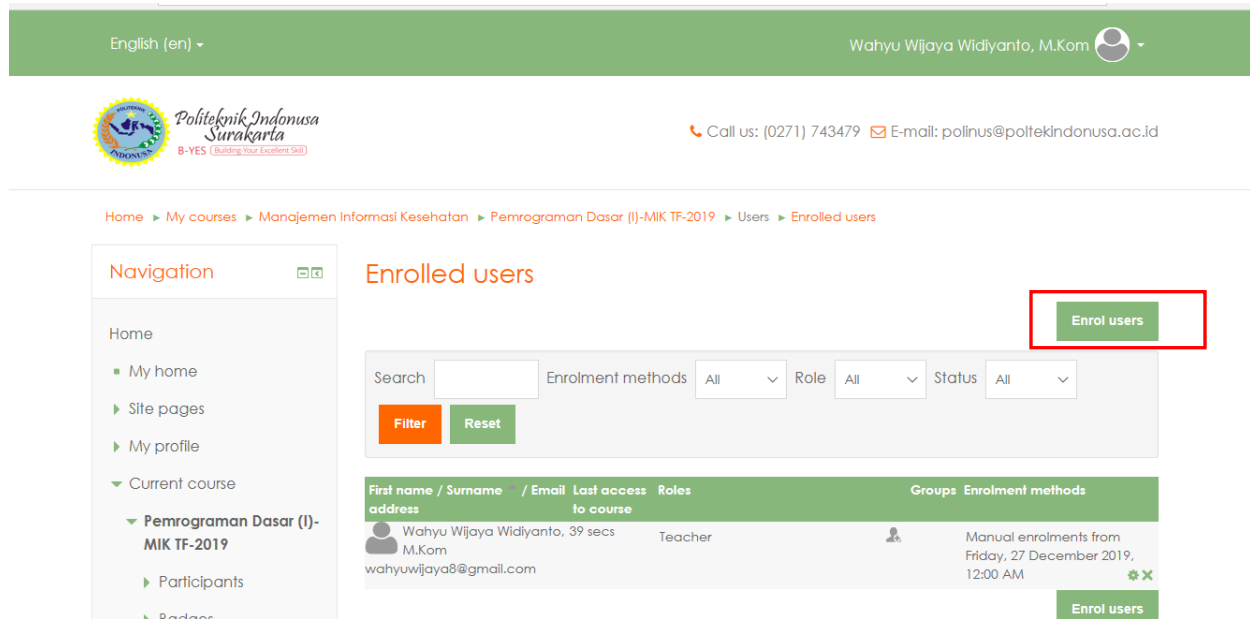 English (en)
Wahyu Wijaya Widiyanto, M.Kom
POLITEKNIK
INDONUSA
Politeknik Indonusa
Surakarta
B-YES (Building Your Excellent Skill)
Call us: (0271) 743479 E-mail: polinus@poltekindonusa.ac.id
Home ► My courses ► Manajemen Informasi Kesehatan ► Pemrograman Dasar (I)-MIK TF-2019 ► Users ► Enrolled users
Navigation
Home
My home
Site pages
My profile
Current course
Pemrograman Dasar (I)-
MIK TF-2019
Participants
Badges
Enrolled users
Enrol users
Search Enrolment methods All Role All Status All
Filter Reset
First name / Surname / Email Last access Roles Groups Enrolment methods
address to course
Wahyu Wijaya Widiyanto, 39 secs Teacher Manual enrolments from
M.Kom Friday, 27 December 2019,
wahyuwijaya8@gmail.com 12:00 AM
Enrol users